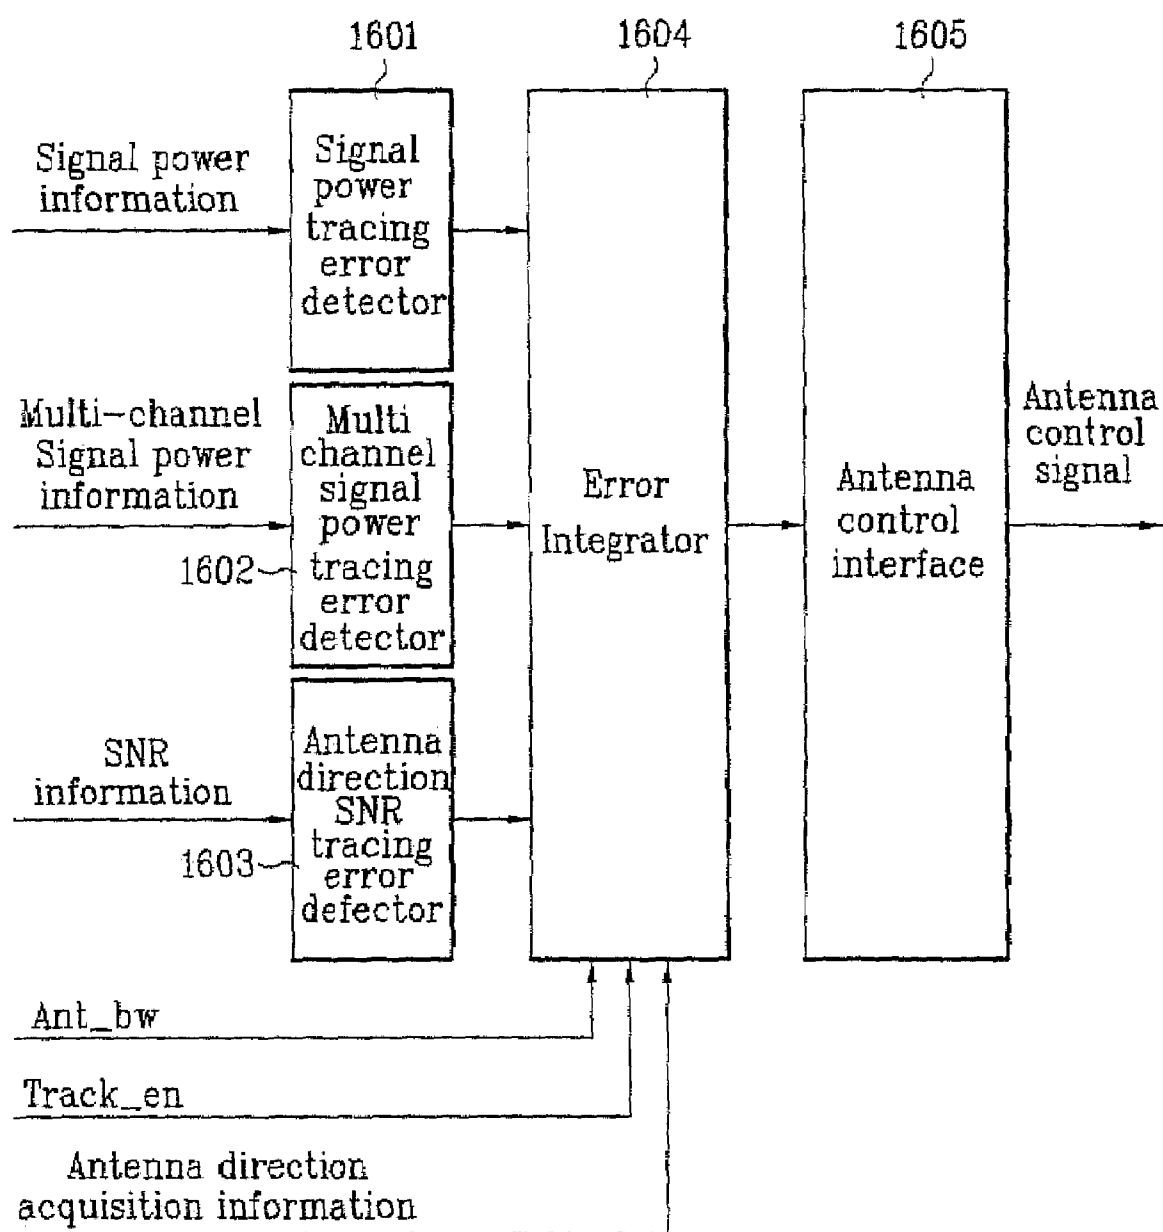 1601
1604
1605
Signal power
information
Signal
power
tracing
error
detector
Multi-channel
Signal power
information
Multi
channel
signal
power
tracing
error
detector
1602
Error
Integrator
Antenna
control
interface
Antenna
control
signal
SNR
information
Antenna
direction
SNR
tracing
error
defector
1603
Ant_bw
Track_en
Antenna direction
acquisition information